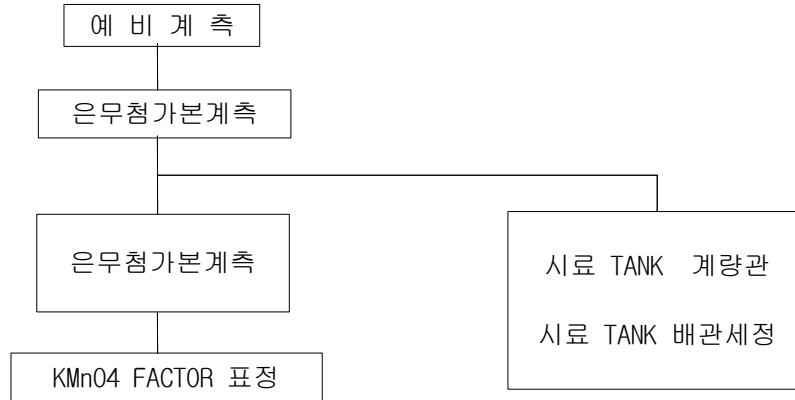 예 비 계 측
은무첨가본계측
은무첨가본계측
시료 TANK 계량관
시료 TANK 배관세정
KMnO4 FACTOR 표정